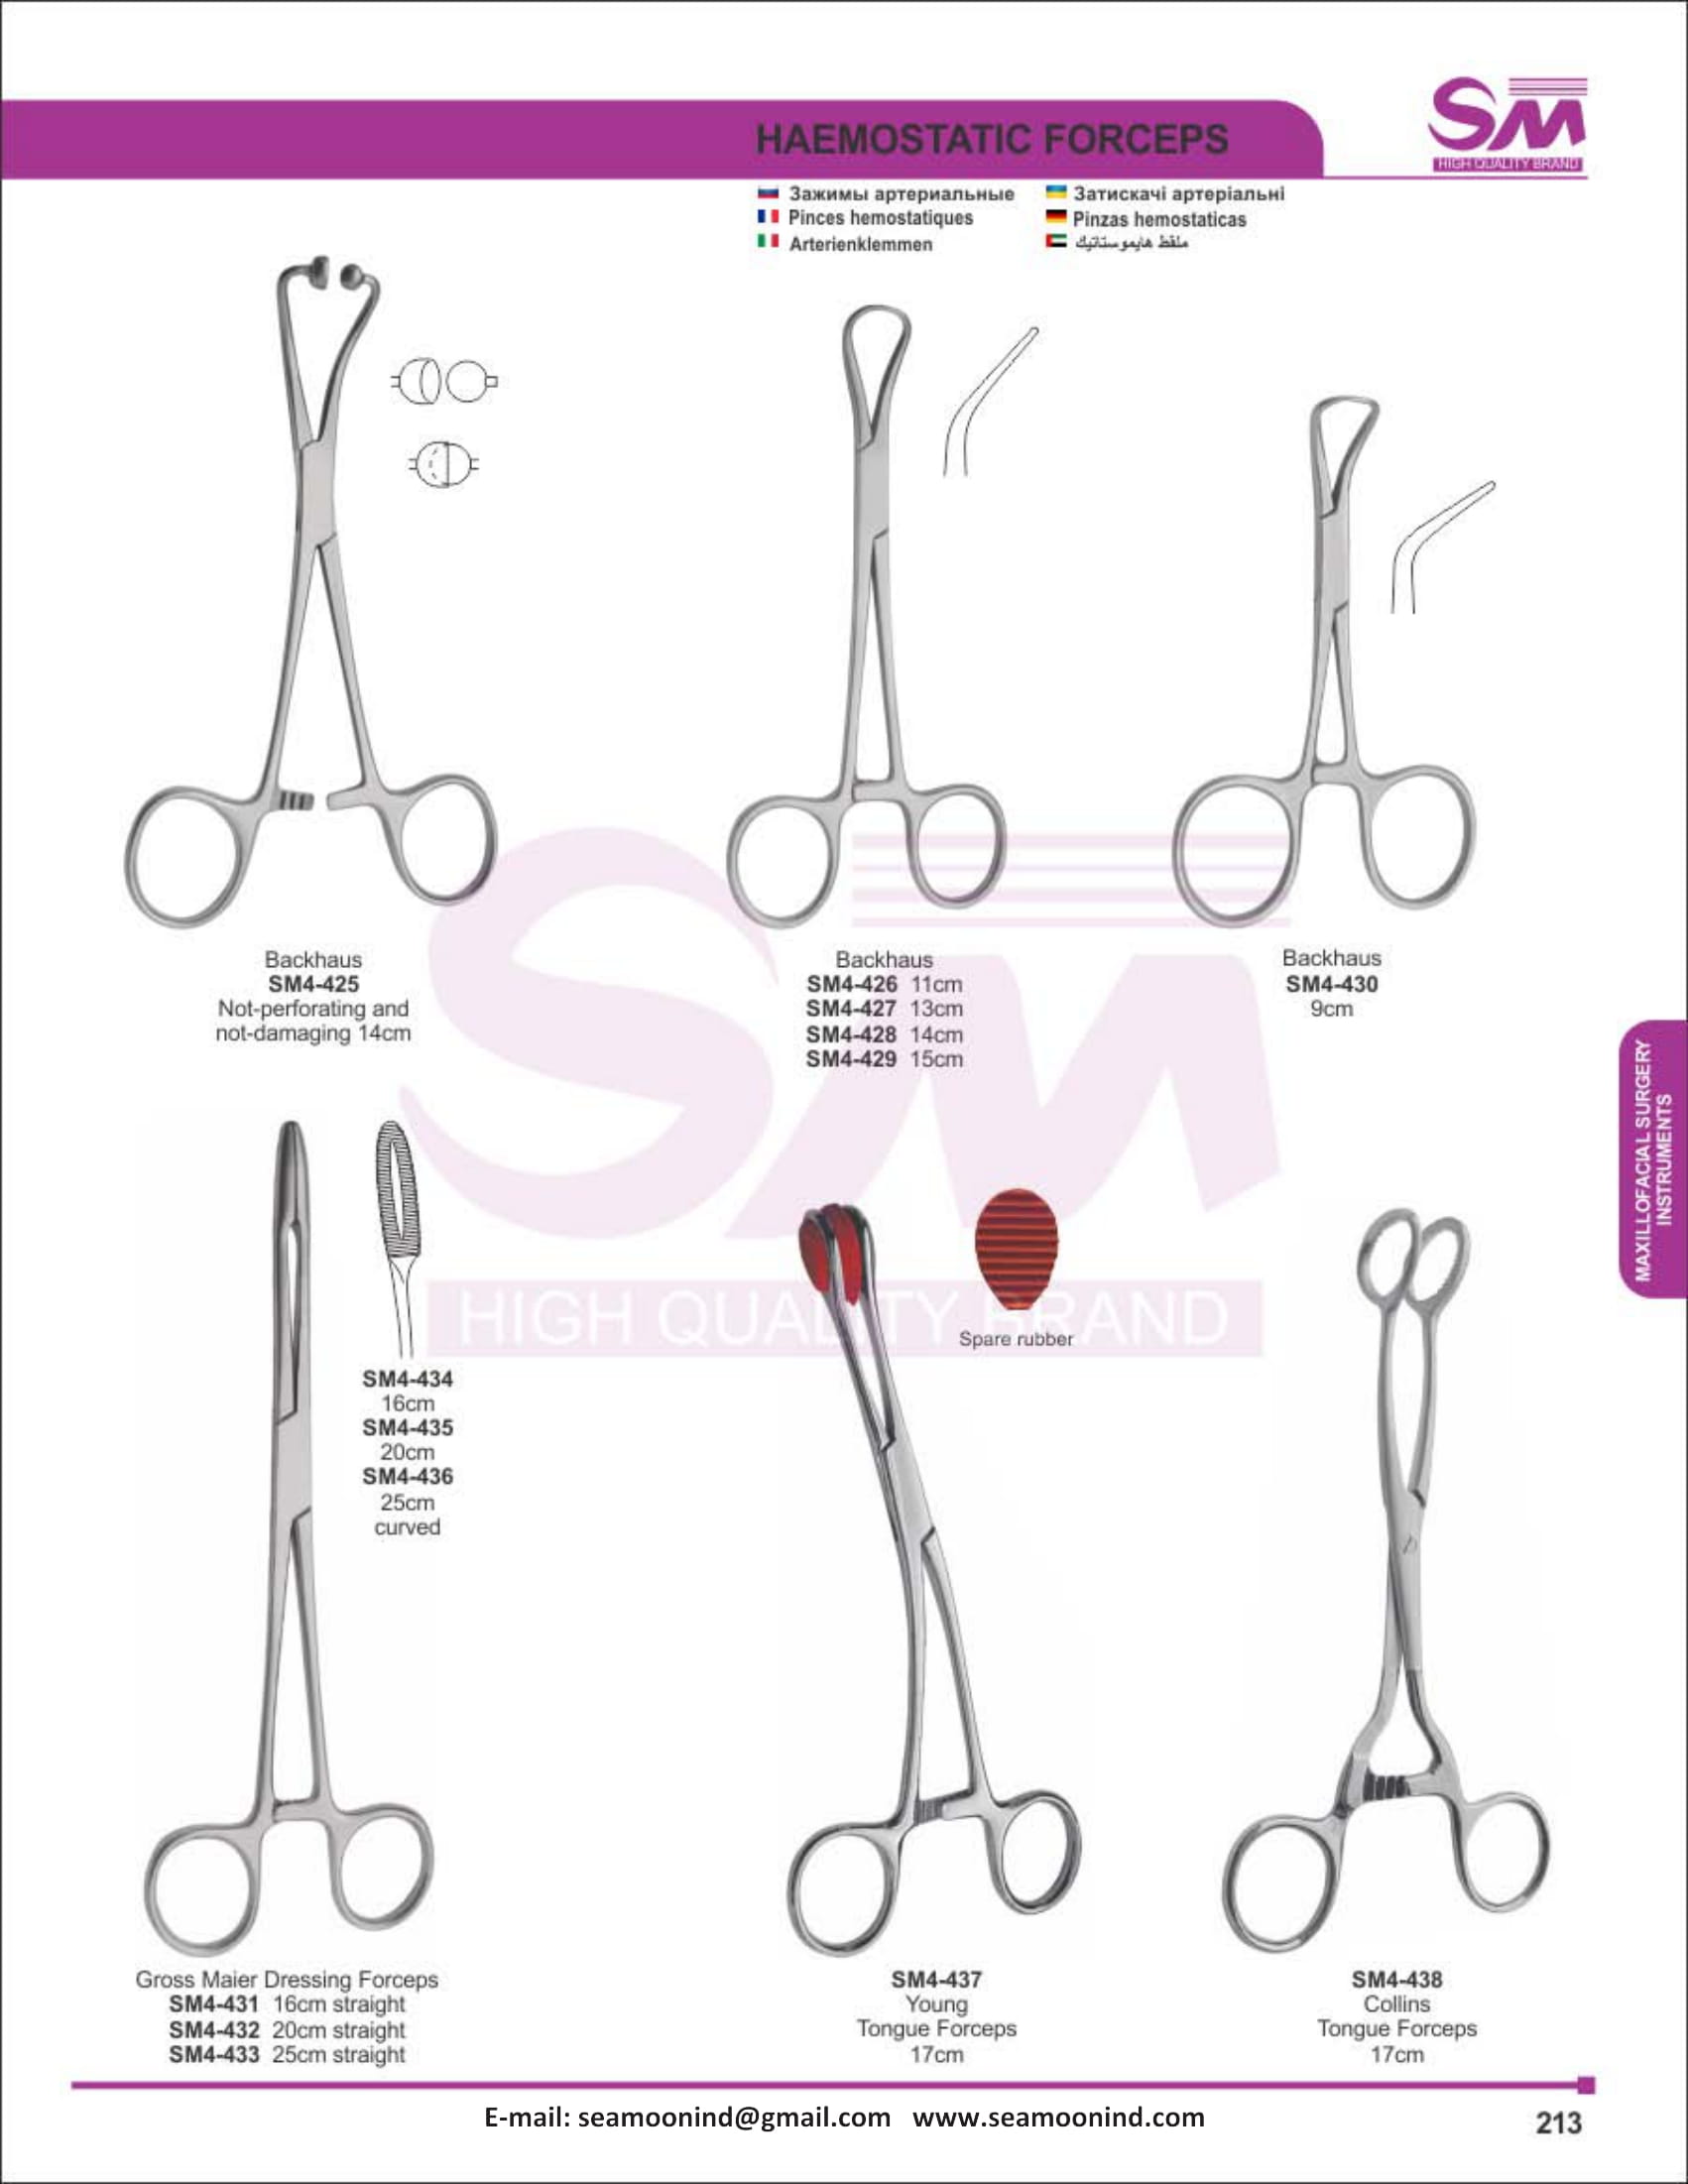 SM
HIGH QUALITY BRAND
HAEMOSTATIC FORCEPS
Зажимы артериальные
Затискачі артеріальні
Pinces hemostatiques
Pinzas hemostaticas
Arterienklemmen
ملقط هايموستاتيك
Backhaus
SM4-425
Not-perforating and
not-damaging 14cm
Backhaus
SM4-426 11cm
SM4-427 13cm
SM4-428 14cm
SM4-429 15cm
Backhaus
SM4-430
9cm
MAXILLOFACIAL SURGERY
INSTRUMENTS
SM
HIGH QUALITY BRAND
Spare rubber
SM4-434
16cm
SM4-435
20cm
SM4-436
25cm
curved
Gross Maier Dressing Forceps
SM4-431 16cm straight
SM4-432 20cm straight
SM4-433 25cm straight
SM4-437
Young
Tongue Forceps
17cm
SM4-438
Collins
Tongue Forceps
17cm
E-mail: seamoonind@gmail.com www.seamoonind.com
213